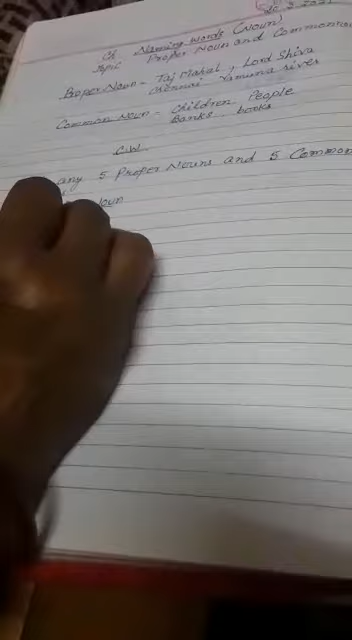 Ch Naming Words (Noun)
Topic Proper Noun and Common
Proper Noun - Taj Mahal, Lord Shiva
Chennai Yamuna river
Common Noun - Children People
Banks books
C.W.
any 5 Proper Nouns and 5 Common
Noun